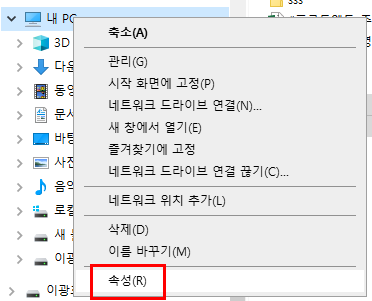 내 PC
sss
3D
다운
동영
문서
바탕
사진
음악
로컬
새 볼
이광
이광
축소(A)
관리(G)
시작 화면에 고정(P)
네트워크 드라이브 연결(N)...
새 창에서 열기(E)
즐겨찾기에 고정
네트워크 드라이브 연결 끊기(C)...
네트워크 위치 추가(L)
삭제(D)
이름 바꾸기(M)
속성(R)